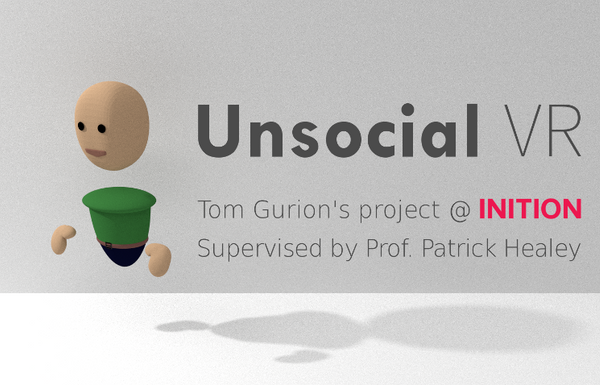 Unsocial VR
Tom Gurion's project @ INITION
Supervised by Prof. Patrick Healey